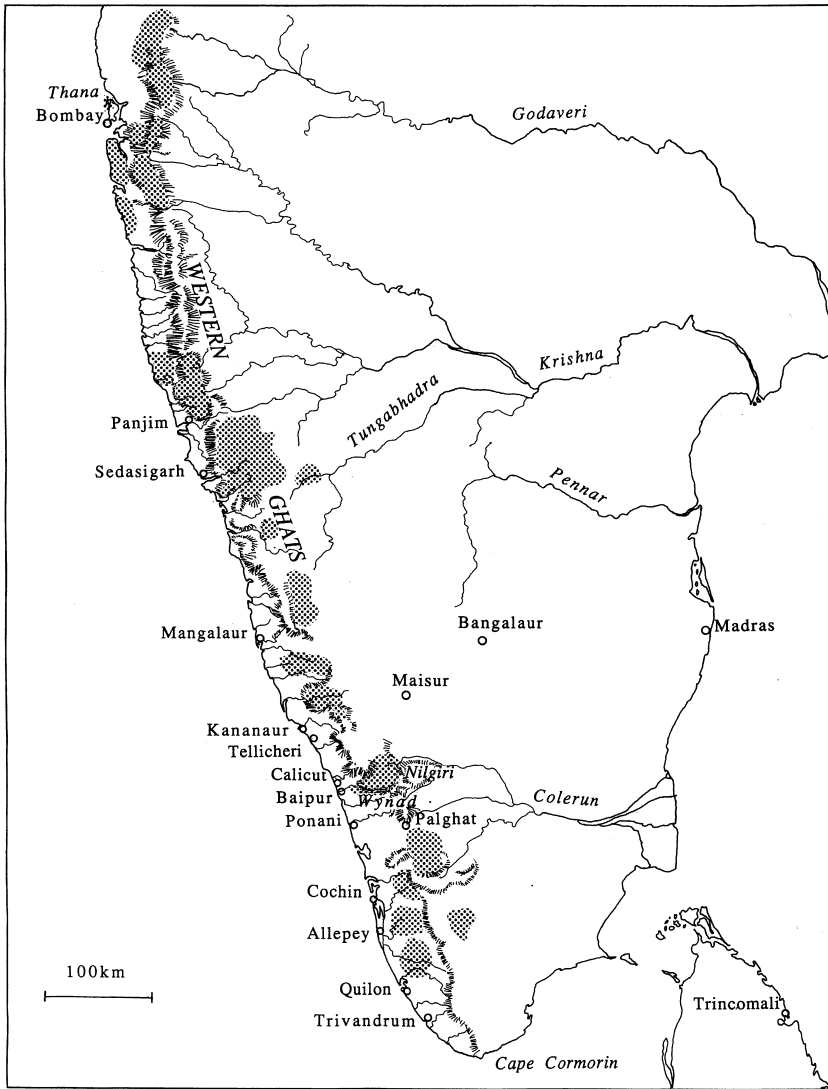 Thana
Bombay
Godaveri
WESTERN
Krishna
Tungabhadra
Panjim
Sedasigarh
Pennar
GHATS
Mangalaur
Bangalaur
Madras
Maisur
Kananaur
Tellicheri
Calicut
Nilgiri
Baipur
Wynad
Colerun
Ponani
Palghat
Cochin
Allepey
100km
Quilon
Trincomali
Trivandrum
Cape Cormorin